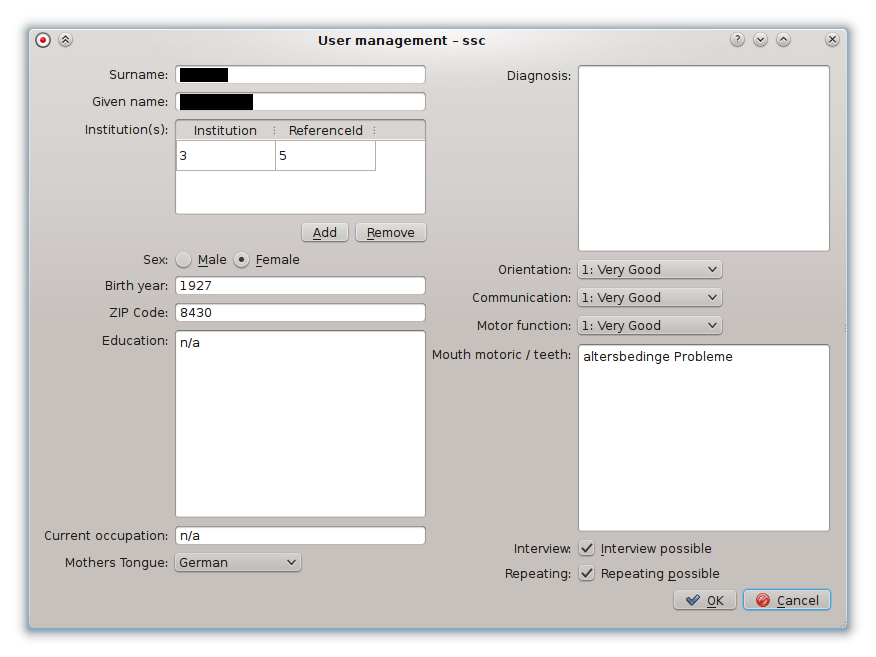 User management – ssc
Surname:
Given name:
Institution(s):
Institution ReferenceId
3 5
Add Remove
Sex: Male Female
Birth year: 1927
ZIP Code: 8430
Education: n/a
Current occupation: n/a
Mothers Tongue: German
Diagnosis:
Orientation: 1: Very Good
Communication: 1: Very Good
Motor function: 1: Very Good
Mouth motoric / teeth: altersbedinge Probleme
Interview: Interview possible
Repeating: Repeating possible
OK Cancel